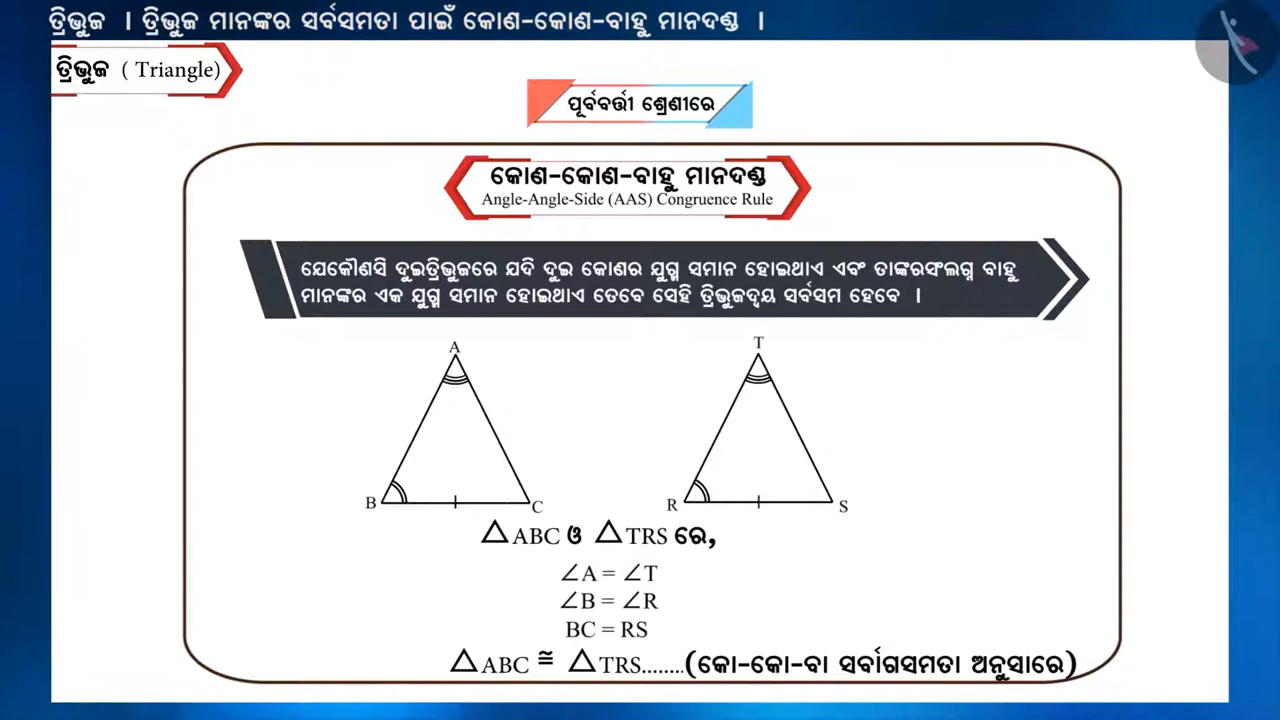 ତ୍ରିଭୁଜ । ତ୍ରିଭୁଜ ମାନଙ୍କର ସର୍ବସମତା ପାଇଁ କୋଣ-କୋଣ-ବାହୁ ମାନଦଣ୍ଡ ।
ତ୍ରିଭୁଜ ( Triangle)
ପୂର୍ବବର୍ତ୍ତୀ ଶ୍ରେଣୀରେ
କୋଣ-କୋଣ-ବାହୁ ମାନଦଣ୍ଡ
Angle-Angle-Side (AAS) Congruence Rule
ଯେକୌଣସି ଦୁଇତ୍ରିଭୁଜରେ ଯଦି ଦୁଇ କୋଣର ଯୁଗ୍ମ ସମାନ ହୋଇଥାଏ ଏବଂ ତାଙ୍କରସଂଲଗ୍ନ ବାହୁ
ମାନଙ୍କର ଏକ ଯୁଗ୍ମ ସମାନ ହୋଇଥାଏ ତେବେ ସେହି ତ୍ରିଭୁଜଦ୍ୱୟ ସର୍ବସମ ହେବେ ।
A T
B C R S
△ABC ଓ △TRS ରେ,
∠A = ∠T
∠B = ∠R
BC = RS
△ABC ≅ △TRS........(କୋ-କୋ-ବା ସର୍ବାଗସମତା ଅନୁସାରେ)